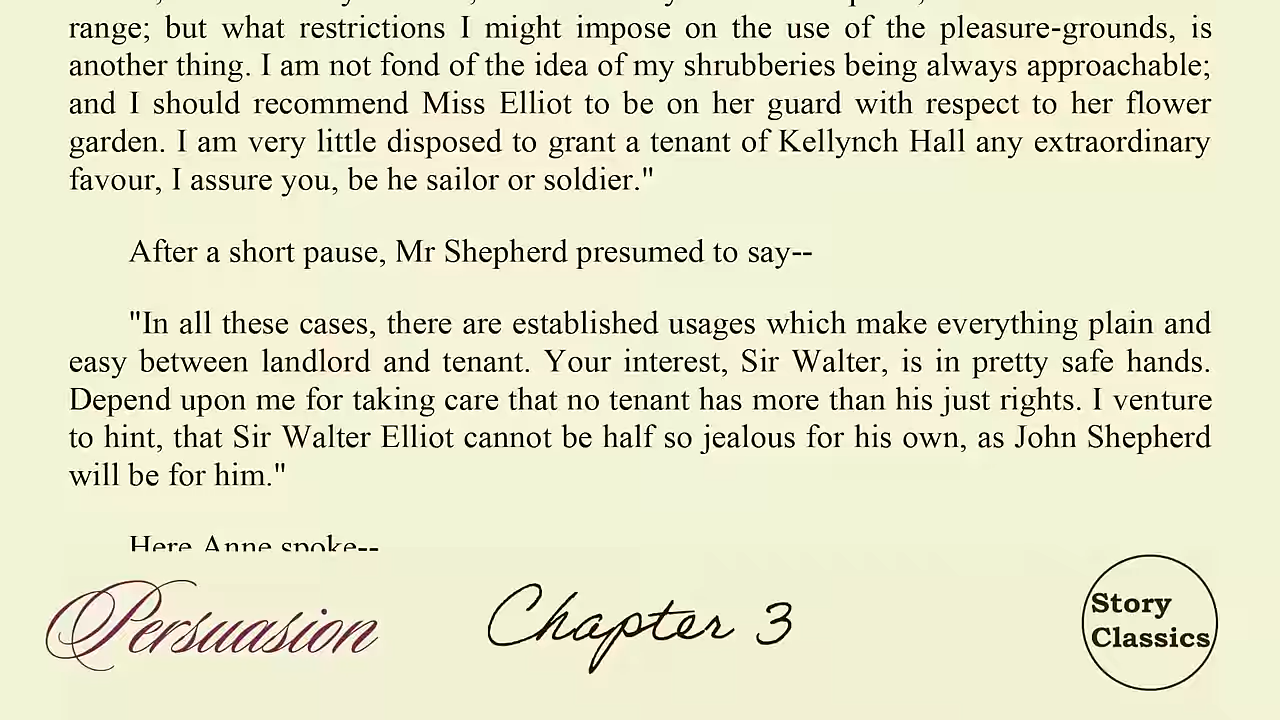 range; but what restrictions I might impose on the use of the pleasure-grounds, is
another thing. I am not fond of the idea of my shrubberies being always approachable;
and I should recommend Miss Elliot to be on her guard with respect to her flower
garden. I am very little disposed to grant a tenant of Kellynch Hall any extraordinary
favour, I assure you, be he sailor or soldier."
After a short pause, Mr Shepherd presumed to say--
"In all these cases, there are established usages which make everything plain and
easy between landlord and tenant. Your interest, Sir Walter, is in pretty safe hands.
Depend upon me for taking care that no tenant has more than his just rights. I venture
to hint, that Sir Walter Elliot cannot be half so jealous for his own, as John Shepherd
will be for him."
Here Anne spoke--
Persuasion
Chapter 3
Story
Classics